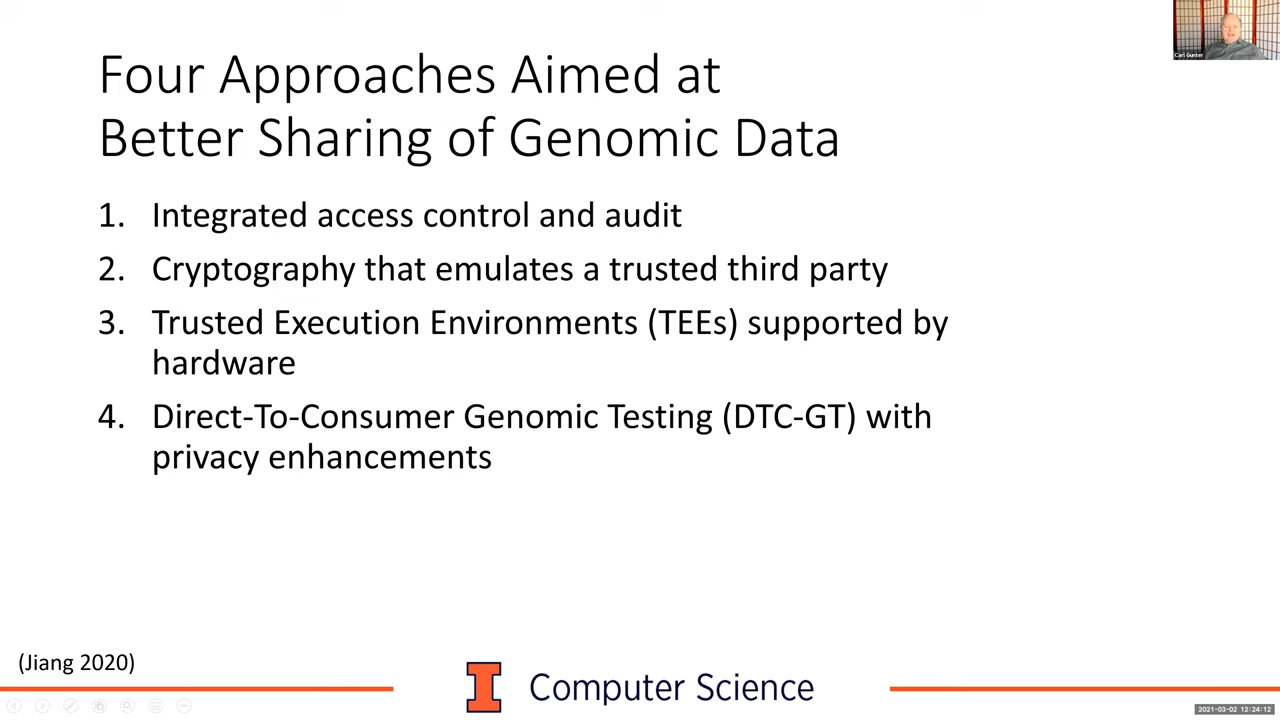 Carl Gunter
Four Approaches Aimed at
Better Sharing of Genomic Data
1. Integrated access control and audit
2. Cryptography that emulates a trusted third party
3. Trusted Execution Environments (TEEs) supported by
hardware
4. Direct-To-Consumer Genomic Testing (DTC-GT) with
privacy enhancements
(Jiang 2020)
I Computer Science
2021-03-02 12:24:12